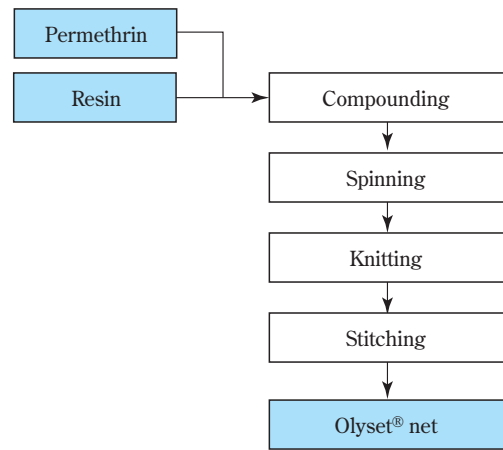 Permethrin
Resin
Compounding
Spinning
Knitting
Stitching
Olyset® net